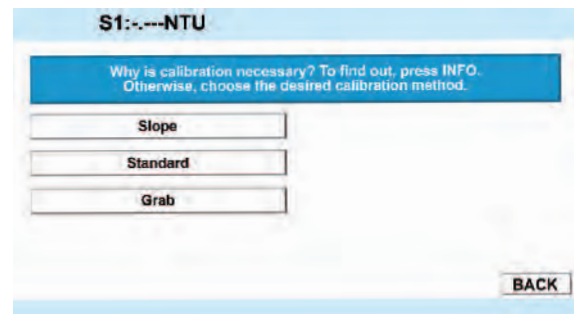 S1:-.---NTU
Why is calibration necessary? To find out, press INFO.
Otherwise, choose the desired calibration method.
Slope
Standard
Grab
BACK